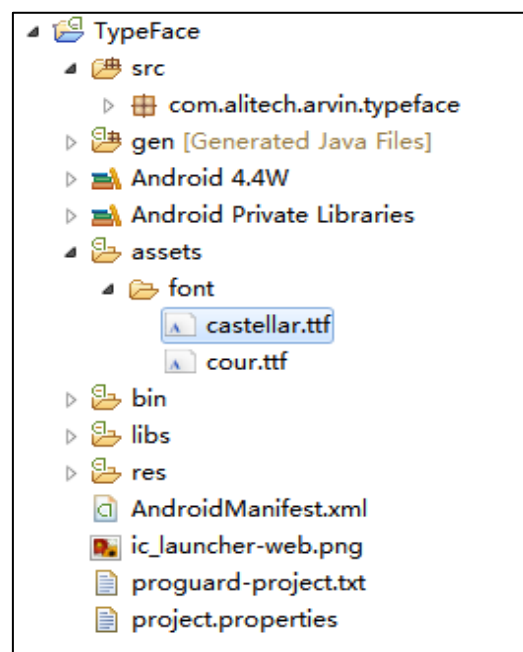 TypeFace
src
com.alitech.arvin.typeface
gen [Generated Java Files]
Android 4.4W
Android Private Libraries
assets
font
castellar.ttf
cour.ttf
bin
libs
res
AndroidManifest.xml
ic_launcher-web.png
proguard-project.txt
project.properties